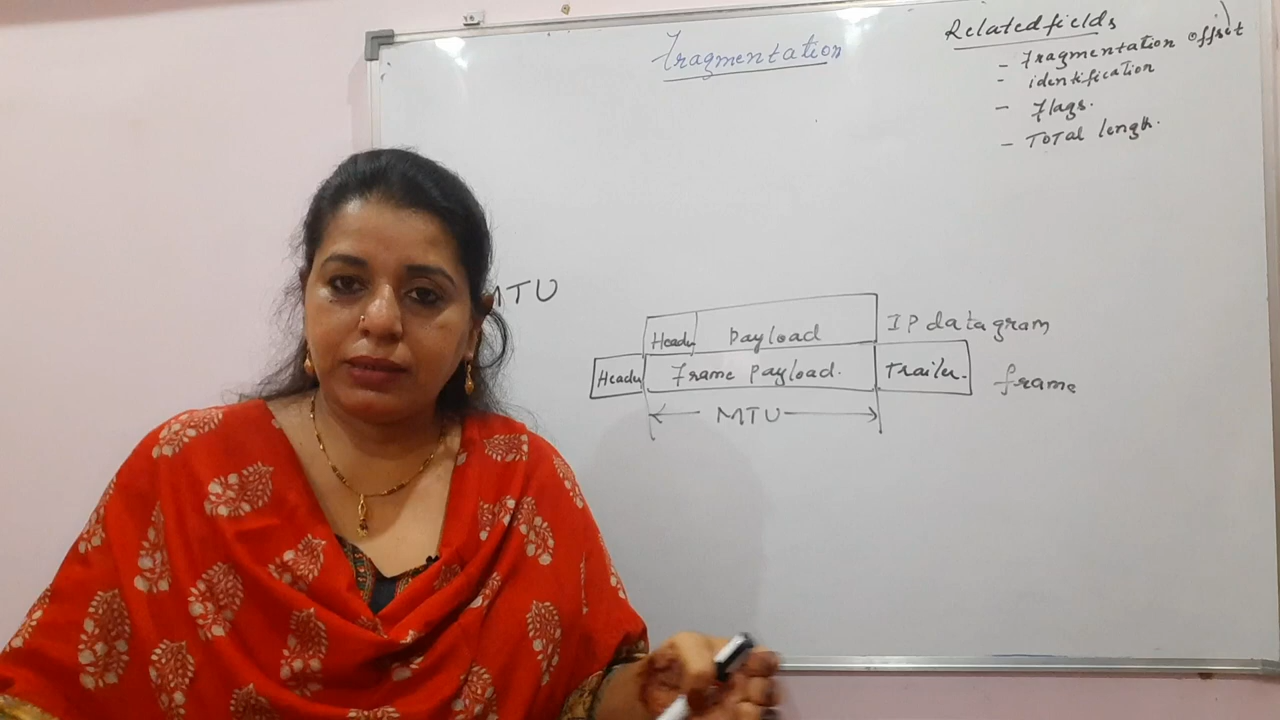 Fragmentation
Related fields
- Fragmentation offset
- identification
- Flags.
- Total length.
MTU
Header Payload IP datagram
Header Frame Payload. Trailer. frame
MTU